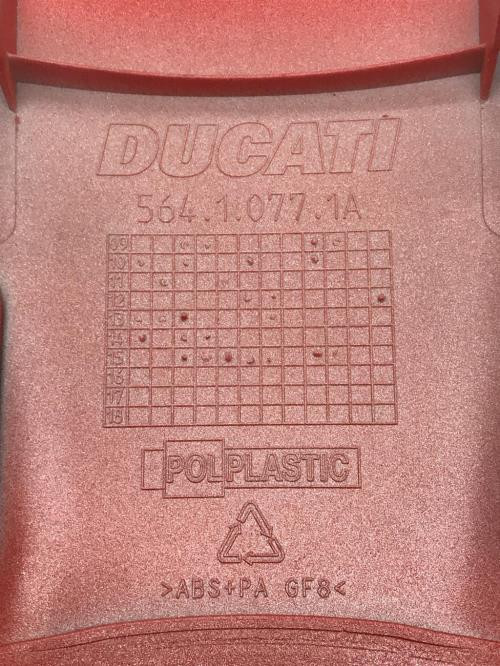 DUCATI
564.1.077.1A
09
10
11
12
13
14
15
16
17
18
POLPLASTIC
>ABS+PA GF8<